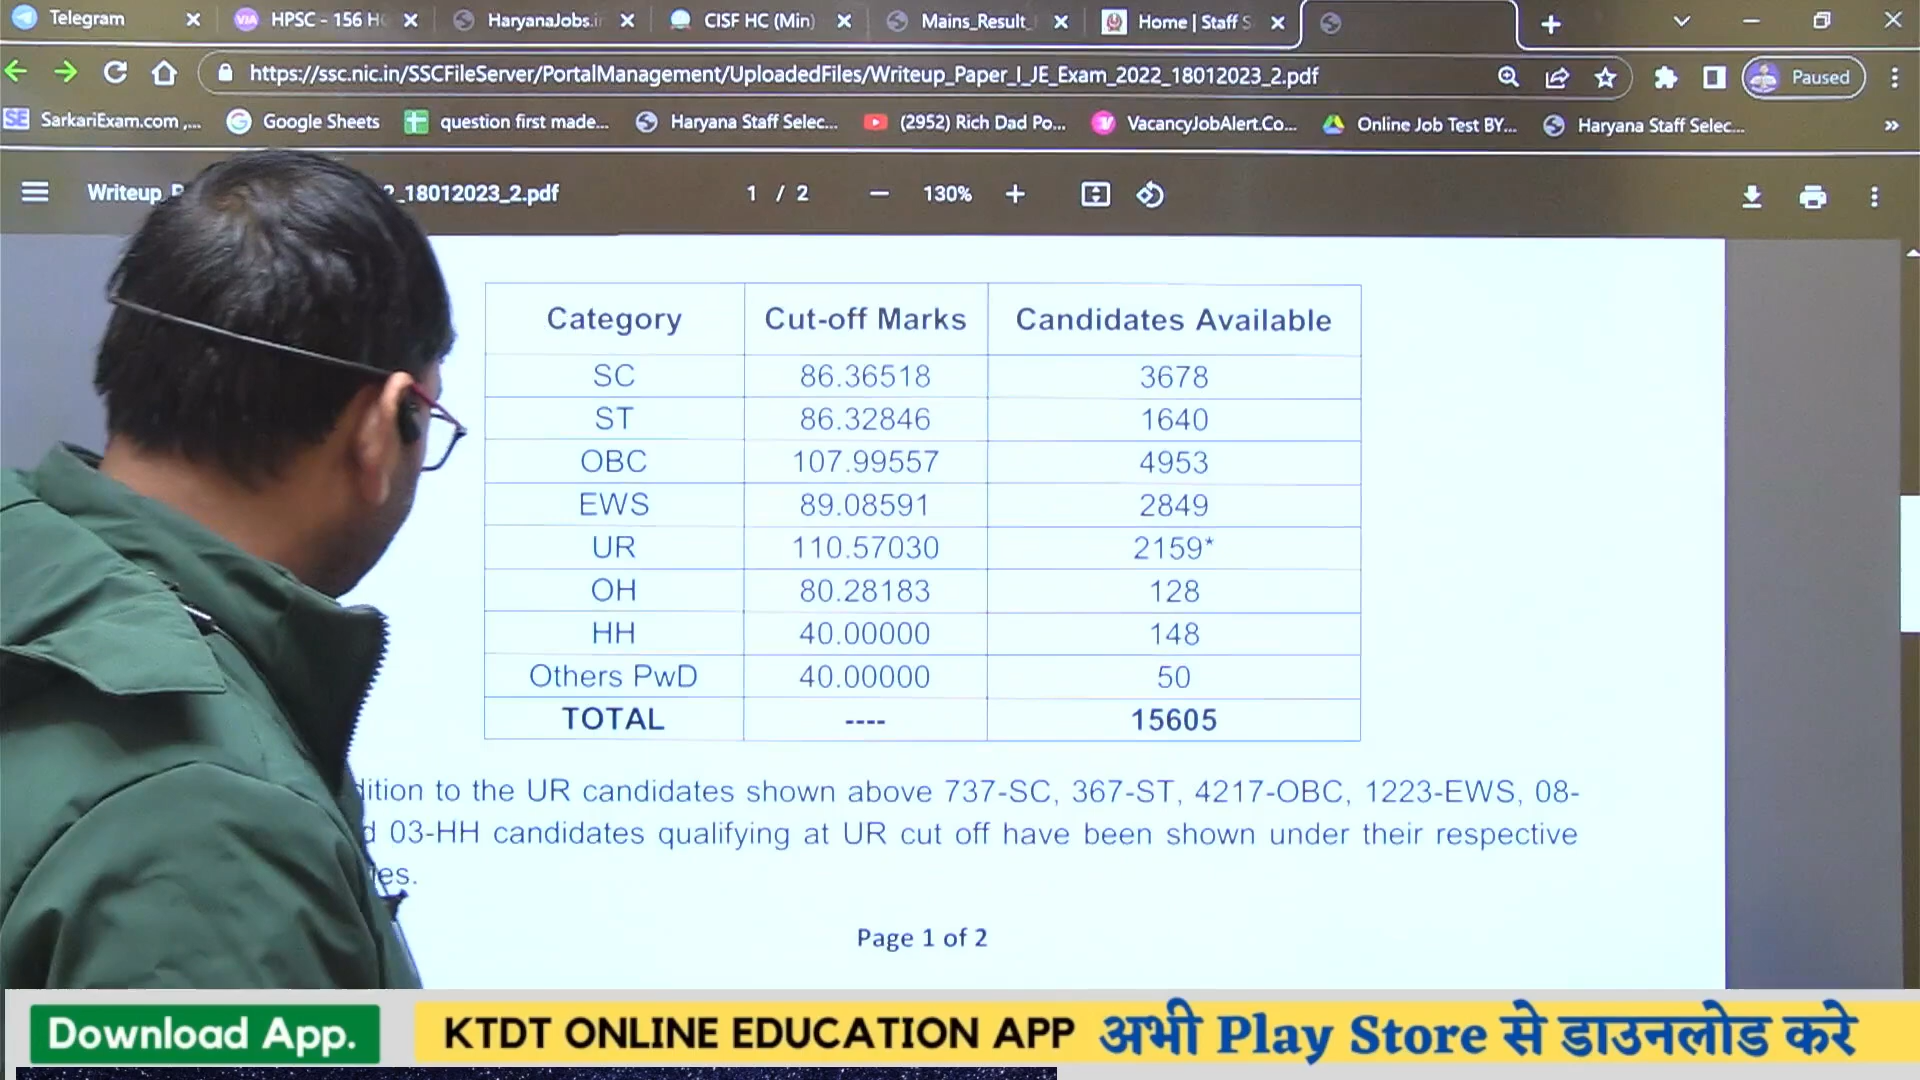 Telegram
HPSC - 156 H
HaryanaJobs.i
CISF HC (Min)
Mains_Result_
Home | Staff S
https://ssc.nic.in/SSCFileServer/PortalManagement/UploadedFiles/Writeup_Paper_I_JE_Exam_2022_18012023_2.pdf
Paused
SE SarkariExam.com ,...
Google Sheets
question first made...
Haryana Staff Selec...
(2952) Rich Dad Po...
VacancyJobAlert.Co...
Online Job Test BY...
Haryana Staff Selec...
»
Writeup_P 2_18012023_2.pdf
1 / 2
— 130% +
Category Cut-off Marks Candidates Available
SC 86.36518 3678
ST 86.32846 1640
OBC 107.99557 4953
EWS 89.08591 2849
UR 110.57030 2159*
OH 80.28183 128
HH 40.00000 148
Others PwD 40.00000 50
TOTAL ---- 15605
dition to the UR candidates shown above 737-SC, 367-ST, 4217-OBC, 1223-EWS, 08-
d 03-HH candidates qualifying at UR cut off have been shown under their respective
ies.
Page 1 of 2
Download App.
KTDT ONLINE EDUCATION APP अभी Play Store से डाउनलोड करे